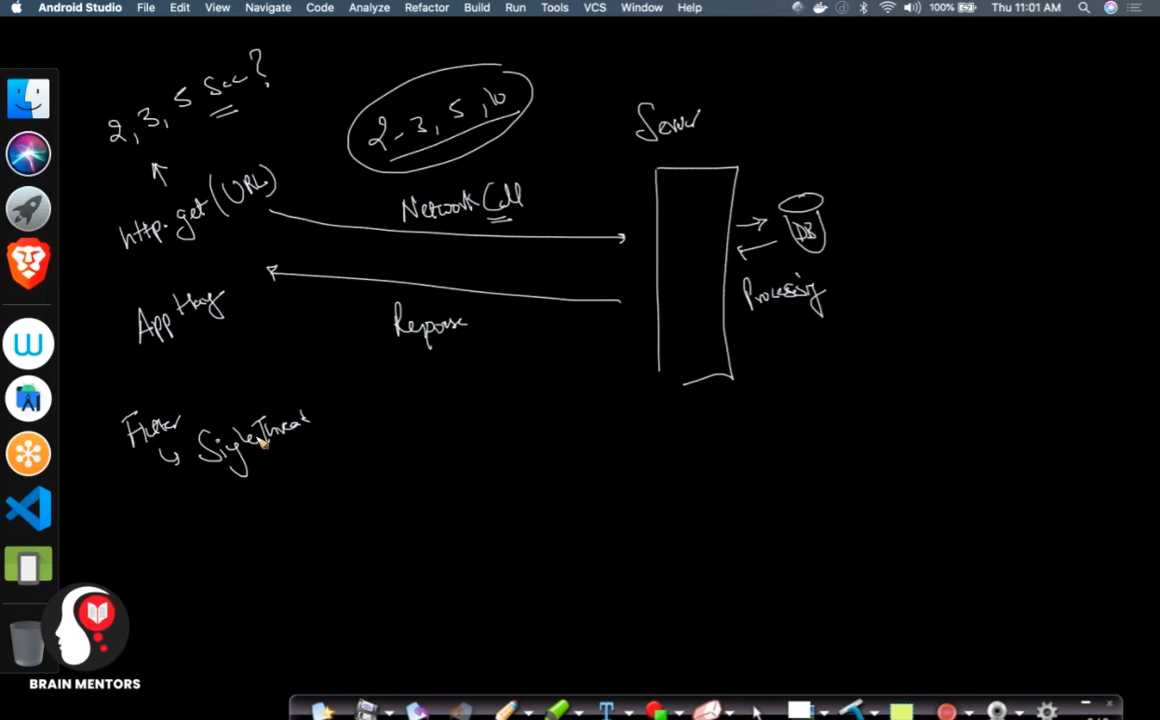 Android Studio File Edit View Navigate Code Analyze Refactor Build Run Tools VCS Window Help 100% Thu 11:01 AM
2, 3, 5 Sec?
2-3, 5, 10
Server
http.get(URL)
Network Call
DB
Processing
App Hang
Response
Flutter
Single Thread
BRAIN MENTORS